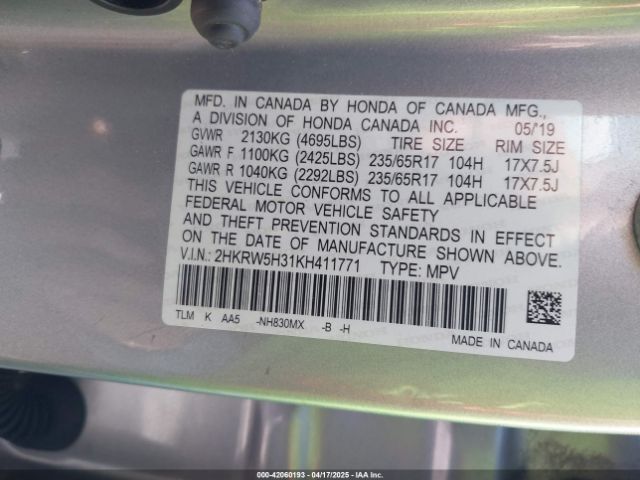 MFD. IN CANADA BY HONDA OF CANADA MFG.,
A DIVISION OF HONDA CANADA INC. 05/'19
GVWR 2130KG (4695LBS) TIRE SIZE RIM SIZE
GAWR F 1100KG (2425LBS) 235/65R17 104H 17X7.5J
GAWR R 1040KG (2292LBS) 235/65R17 104H 17X7.5J
THIS VEHICLE CONFORMS TO ALL APPLICABLE
FEDERAL MOTOR VEHICLE SAFETY
AND THEFT PREVENTION STANDARDS IN EFFECT
ON THE DATE OF MANUFACTURE SHOWN ABOVE.
V.I.N.: 2HKRW5H31KH411771 TYPE: MPV
TLM K AA5 -NH830MX -B -H
MADE IN CANADA
000-42060193 04/17/2025 IAA Inc.